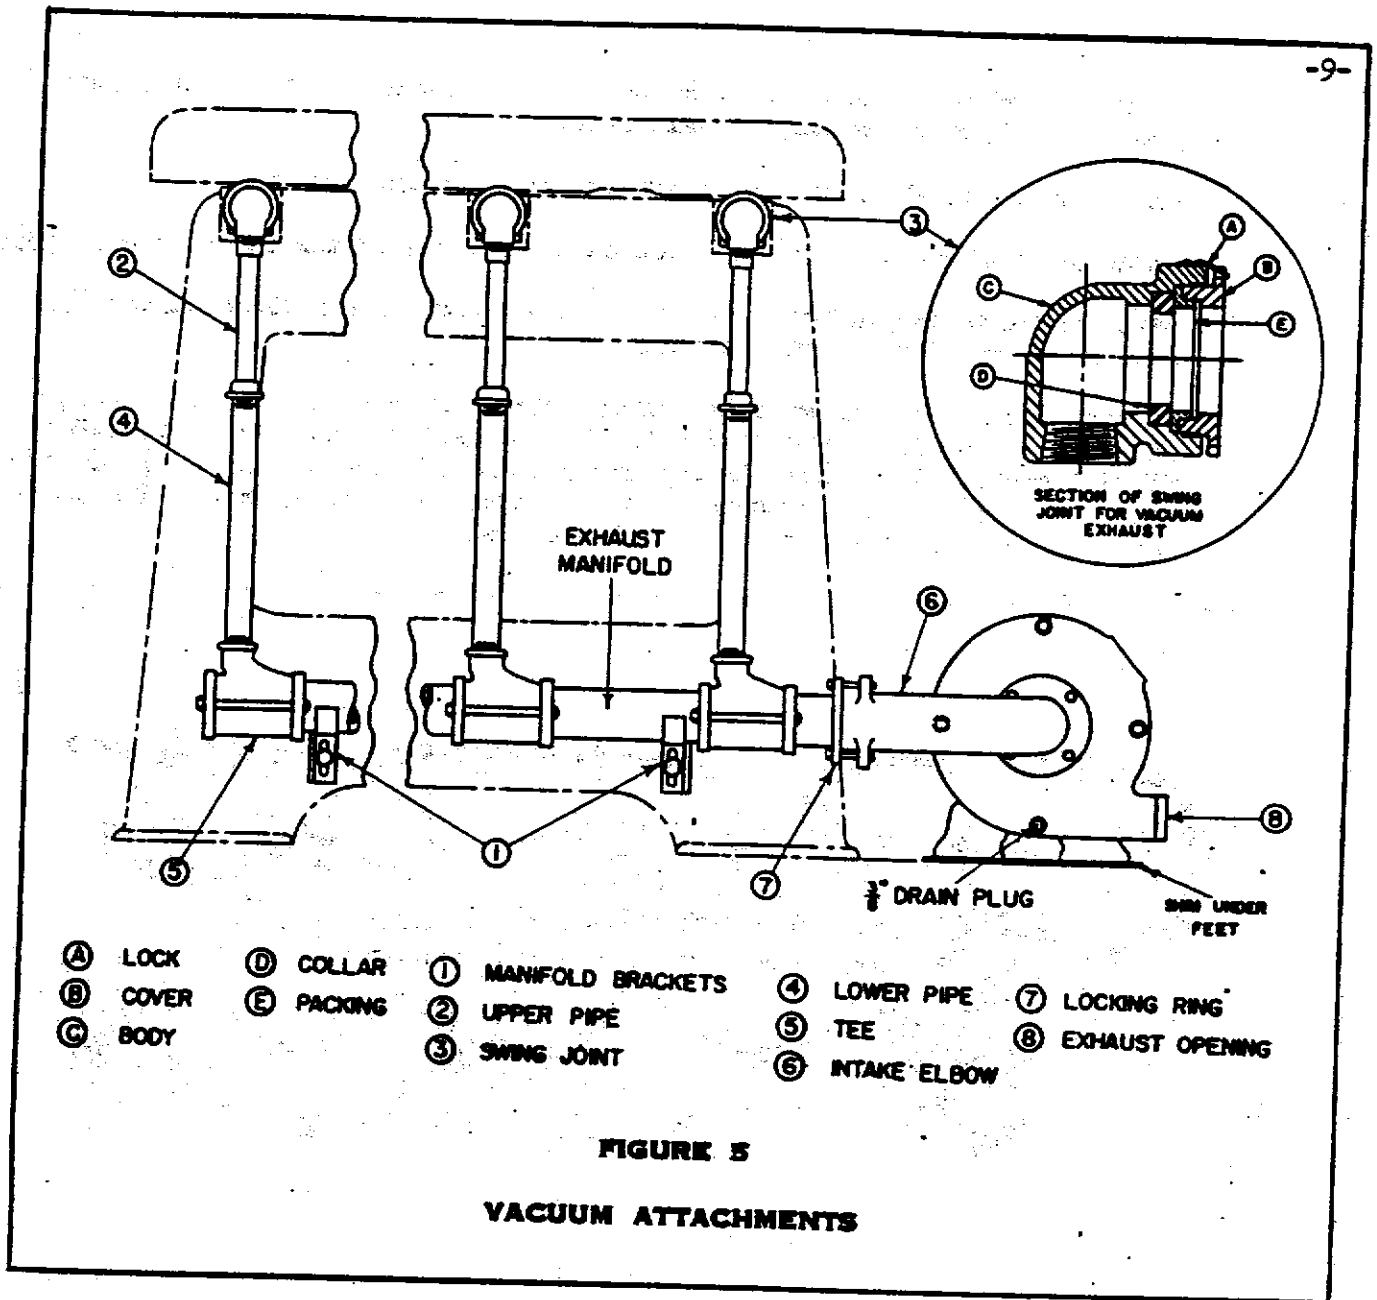 -9-
2
3
A
B
C
E
D
4
SECTION OF SWING
JOINT FOR VACUUM
EXHAUST
EXHAUST
MANIFOLD
6
8
5
1
7
3/8" DRAIN PLUG
SHIM UNDER
FEET
A LOCK
B COVER
C BODY
D COLLAR
E PACKING
1 MANIFOLD BRACKETS
2 UPPER PIPE
3 SWING JOINT
4 LOWER PIPE
5 TEE
6 INTAKE ELBOW
7 LOCKING RING
8 EXHAUST OPENING
FIGURE 5
VACUUM ATTACHMENTS